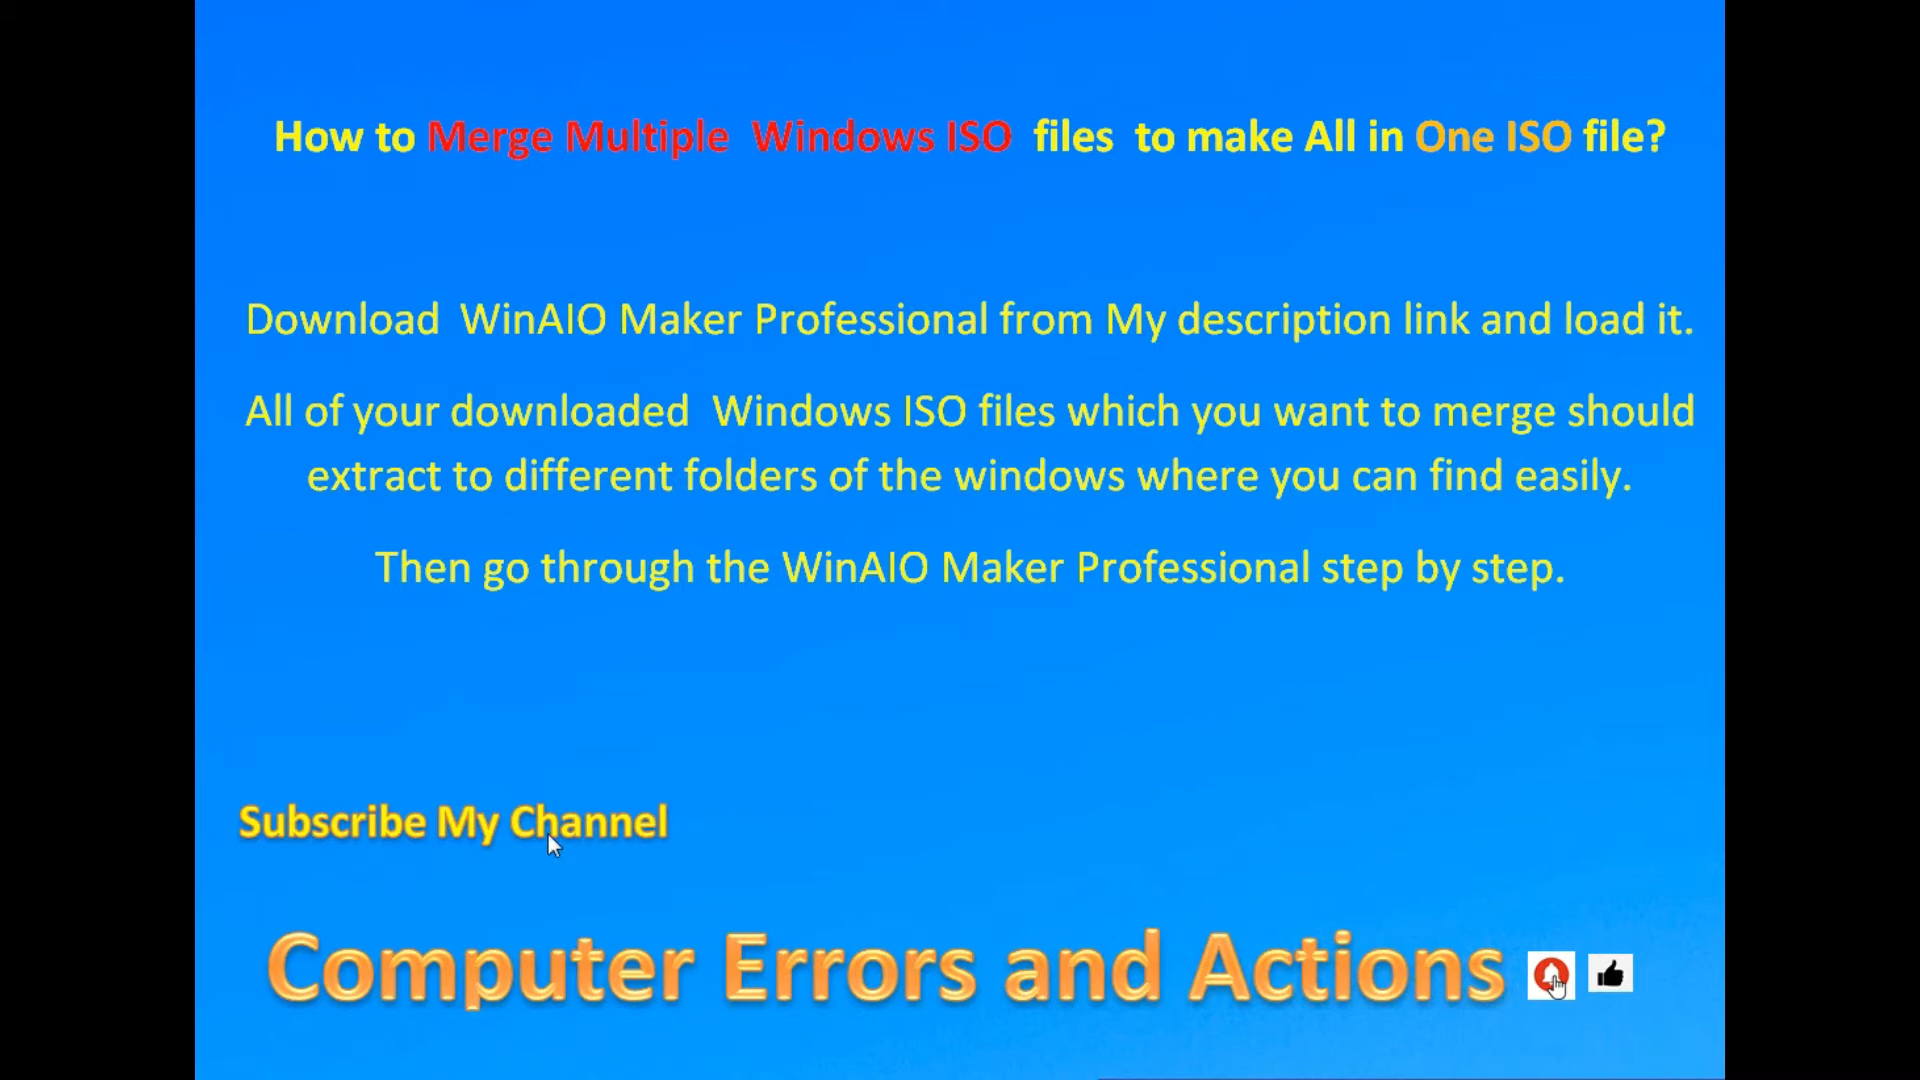 How to Merge Multiple Windows ISO files to make All in One ISO file?
Download WinAIO Maker Professional from My description link and load it.
All of your downloaded Windows ISO files which you want to merge should
extract to different folders of the windows where you can find easily.
Then go through the WinAIO Maker Professional step by step.
Subscribe My Channel
Computer Errors and Actions